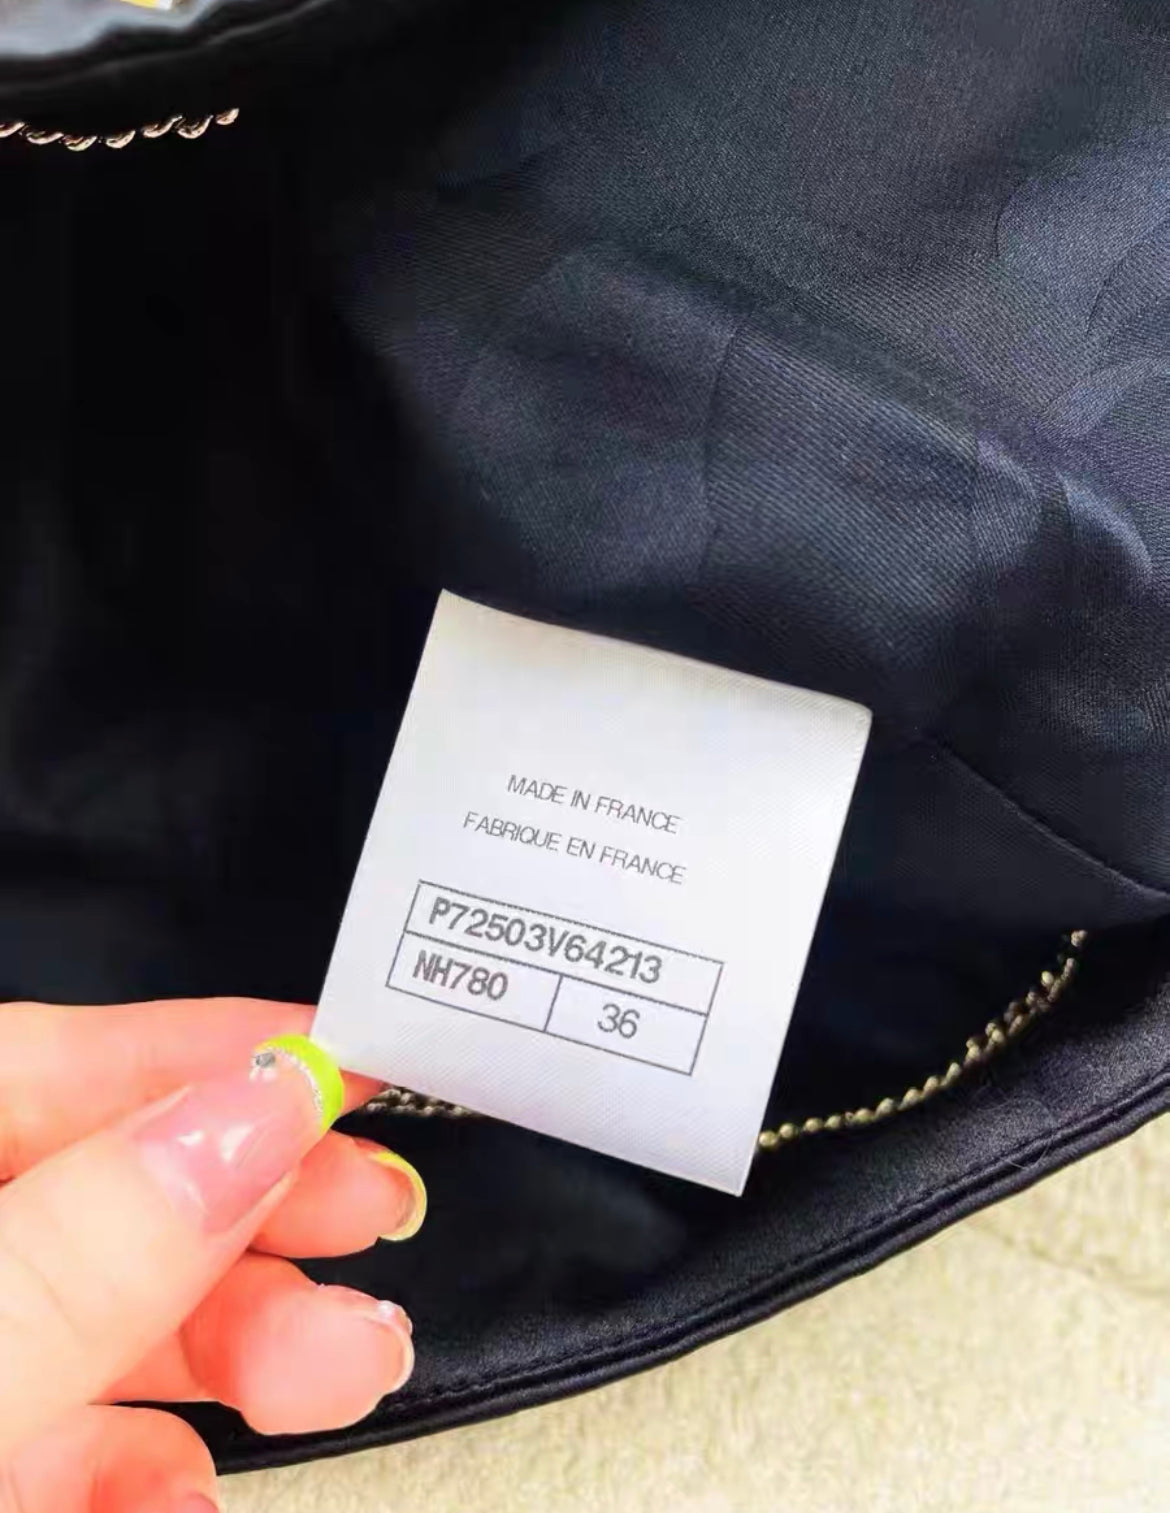 MADE IN FRANCE
FABRIQUE EN FRANCE
P72503V64213
NH780 36